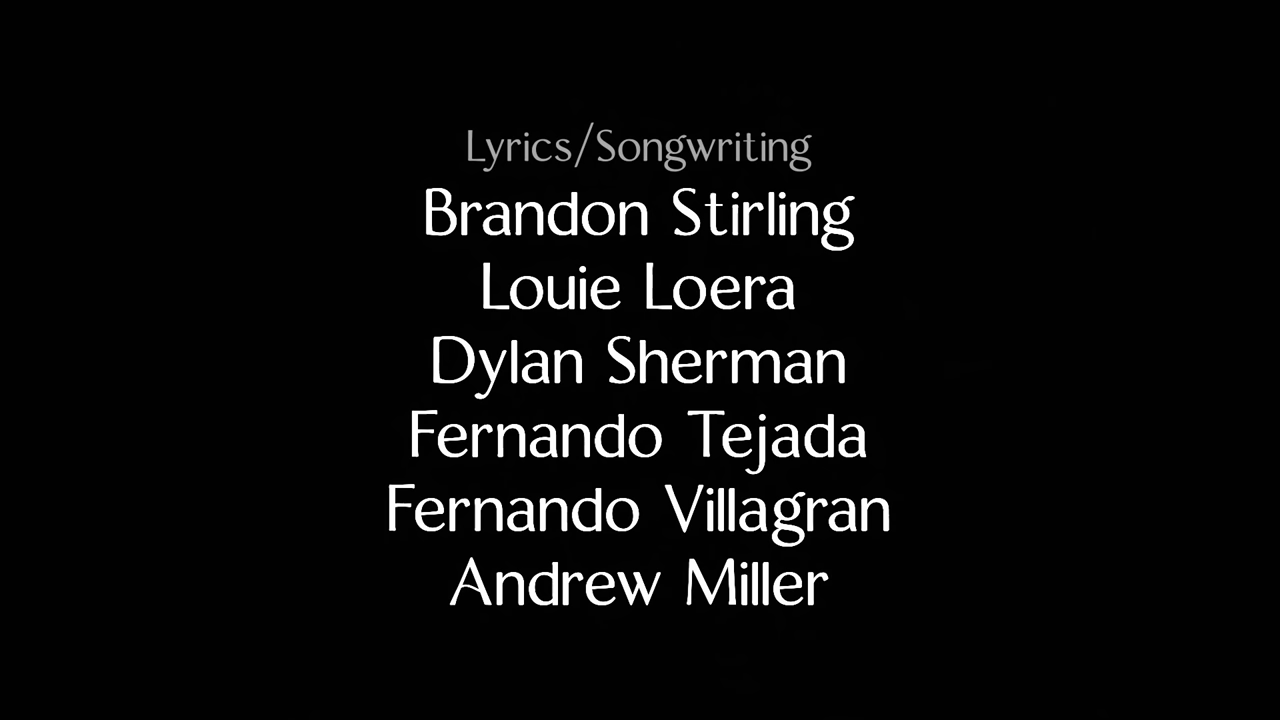 Lyrics/Songwriting
Brandon Stirling
Louie Loera
Dylan Sherman
Fernando Tejada
Fernando Villagran
Andrew Miller